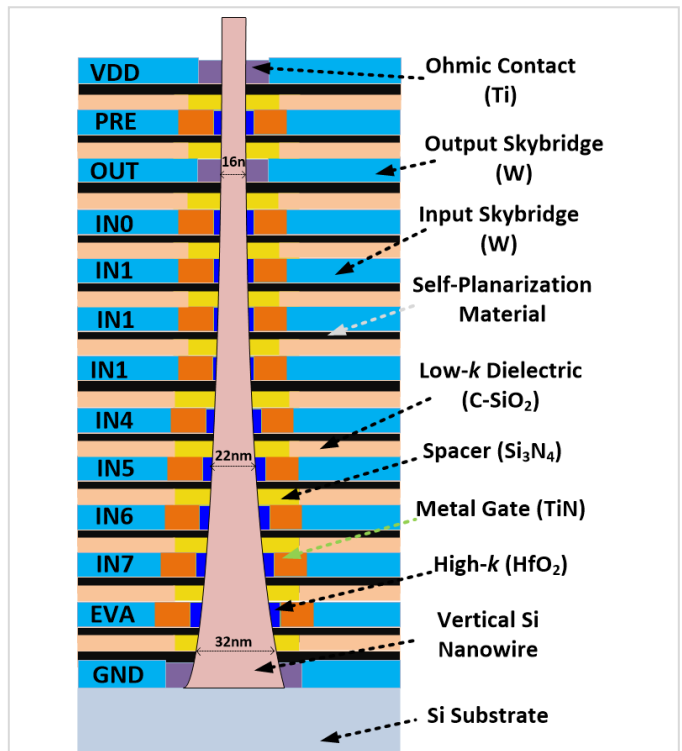 VDD
PRE
OUT
IN0
IN1
IN1
IN1
IN4
IN5
IN6
IN7
EVA
GND
16n
22nm
32nm
Ohmic Contact
(Ti)
Output Skybridge
(W)
Input Skybridge
(W)
Self-Planarization
Material
Low-k Dielectric
(C-SiO₂)
Spacer (Si₃N₄)
Metal Gate (TiN)
High-k (HfO₂)
Vertical Si
Nanowire
Si Substrate